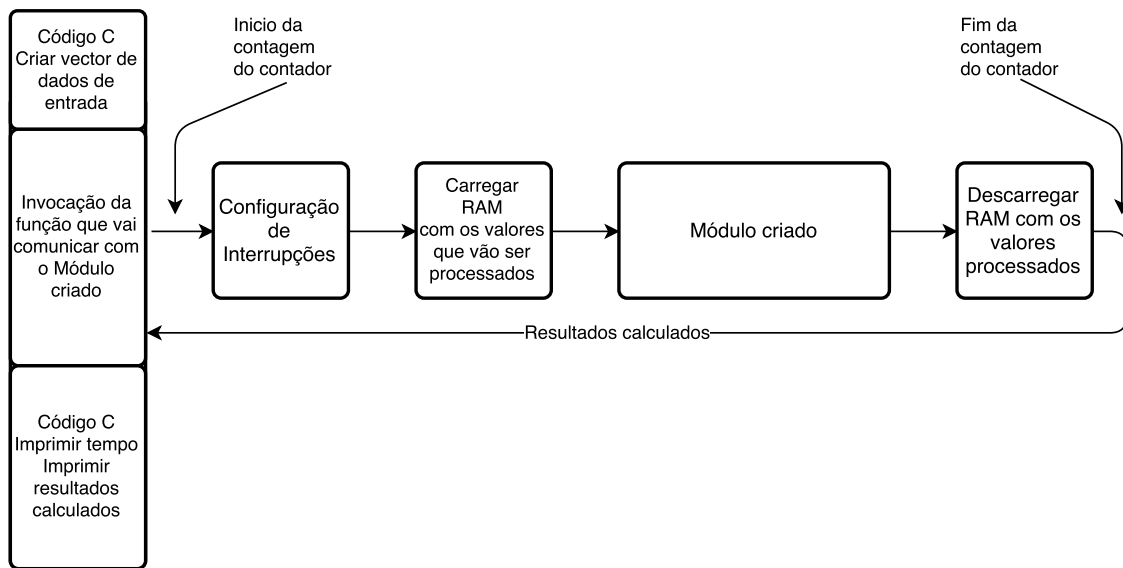 Código C
Criar vector de
dados de
entrada
Invocação da
função que vai
comunicar com
o Módulo
criado
Código C
Imprimir tempo
Imprimir
resultados
calculados
Inicio da
contagem
do contador
Configuração
de
Interrupções
Carregar
RAM
com os valores
que vão ser
processados
Módulo criado
Fim da
contagem
do contador
Descarregar
RAM com os
valores
processados
Resultados calculados